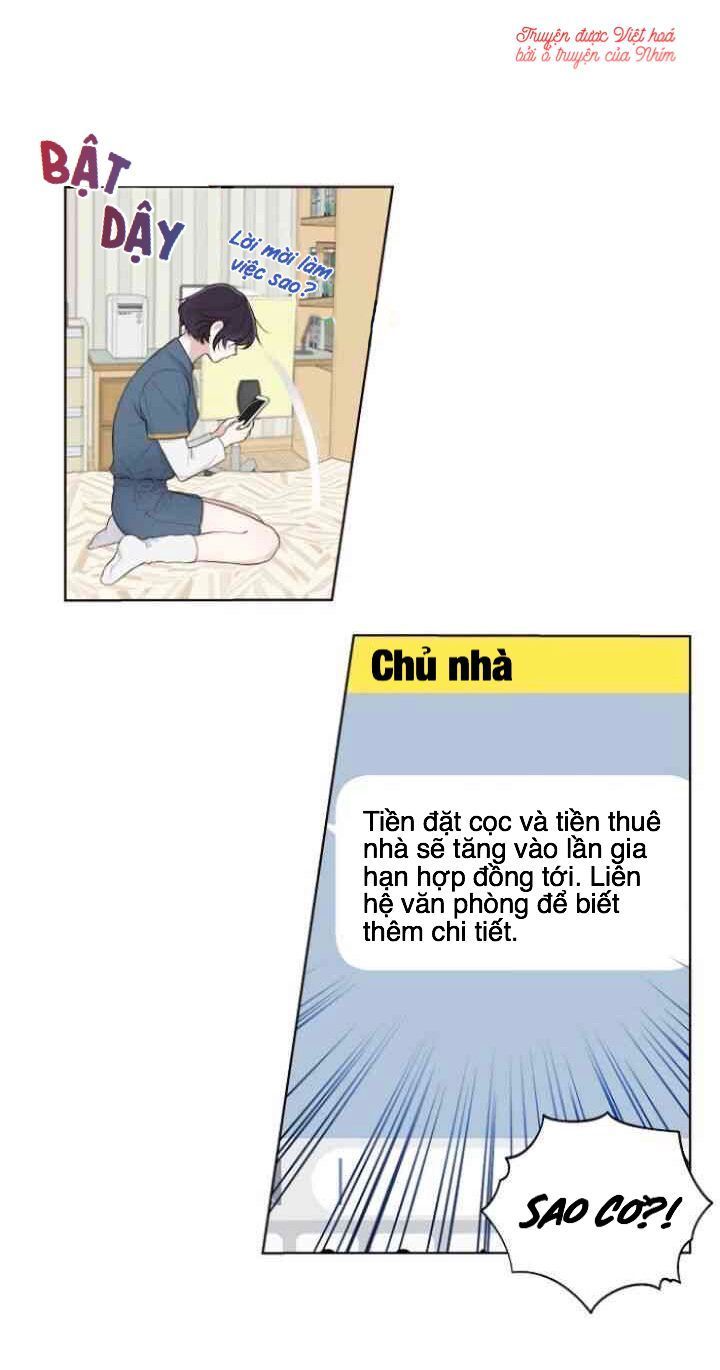 Truyện được Việt hoá
bởi ổ truyện của Nhím
BẬT
DẬY
Lời mời làm
việc sao?
Chủ nhà
Tiền đặt cọc và tiền thuê
nhà sẽ tăng vào lần gia
hạn hợp đồng tới. Liên
hệ văn phòng để biết
thêm chi tiết.
SAO CƠ?!